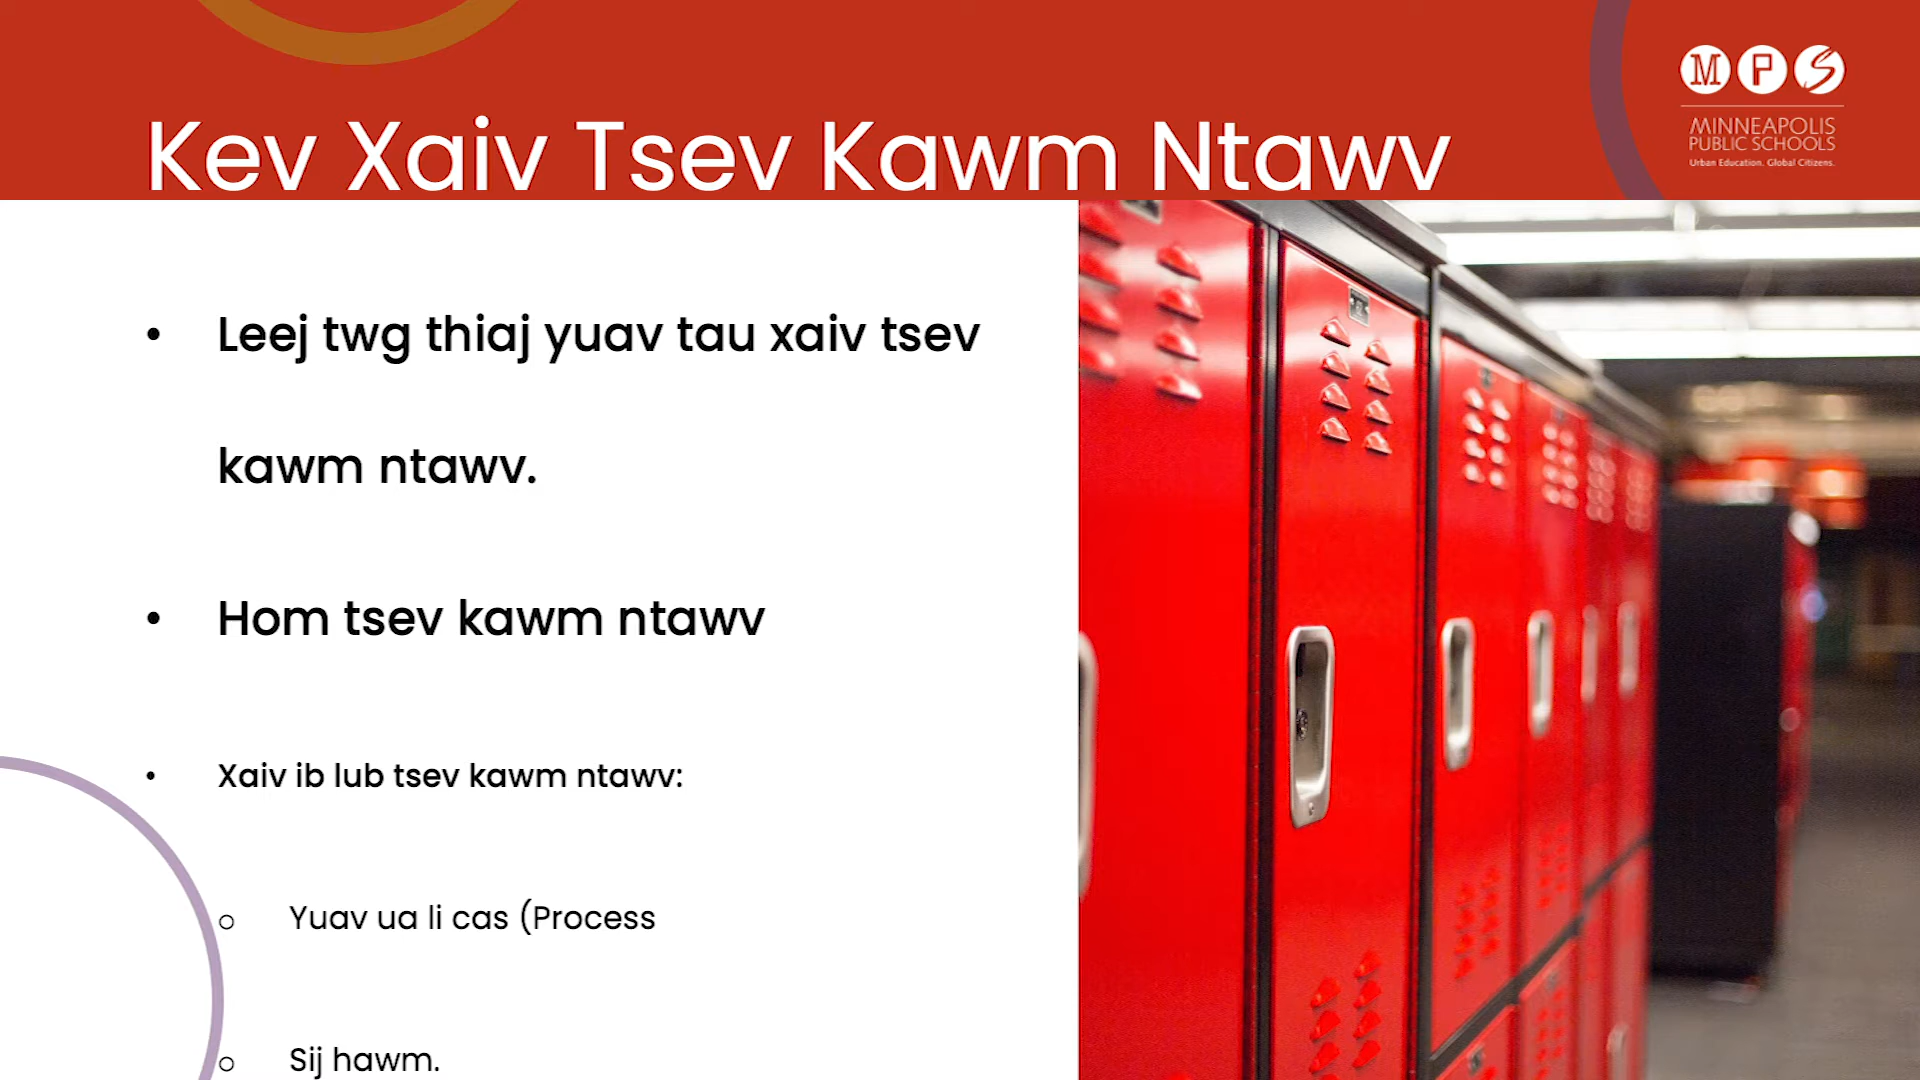 Kev Xaiv Tsev Kawm Ntawv
MPS
MINNEAPOLIS
PUBLIC SCHOOLS
Urban Education. Global Citizens.
• Leej twg thiaj yuav tau xaiv tsev
kawm ntawv.
• Hom tsev kawm ntawv
• Xaiv ib lub tsev kawm ntawv:
o Yuav ua li cas (Process
o Sij hawm.